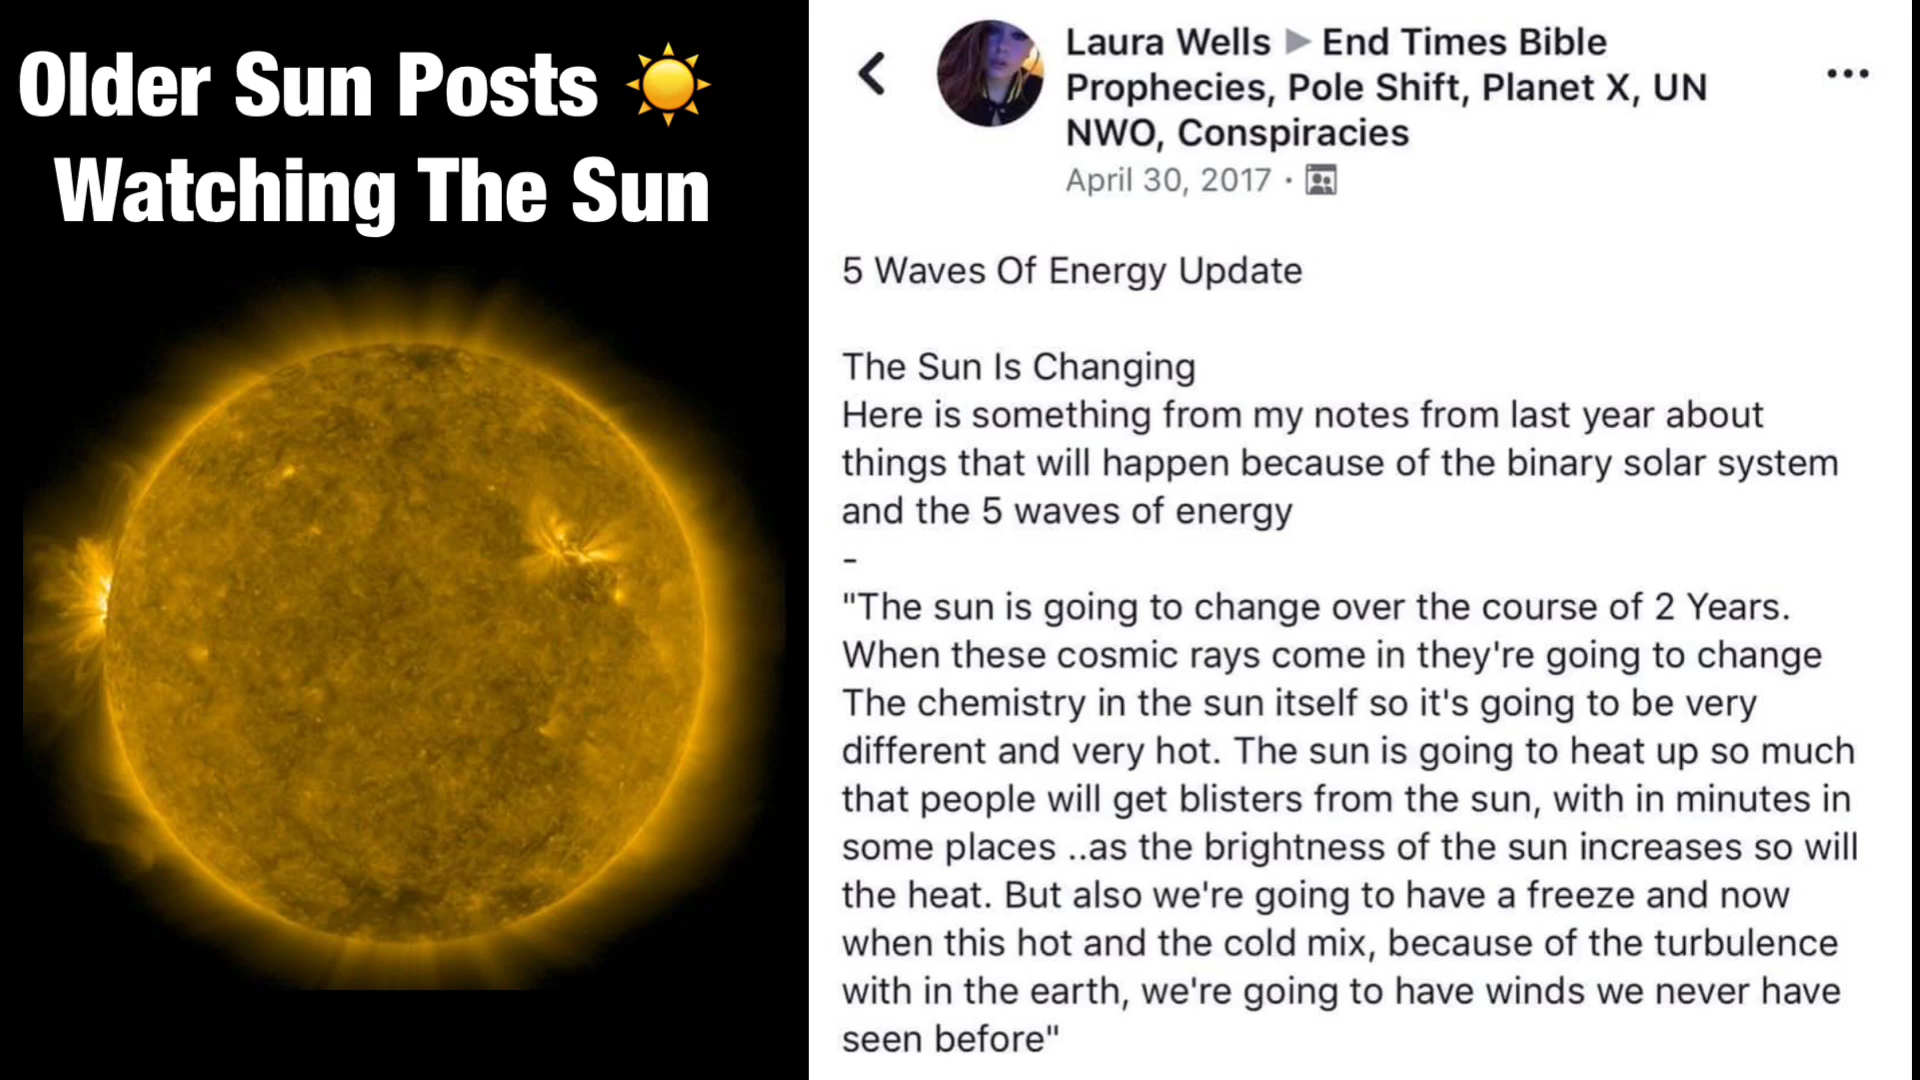 Older Sun Posts ☀️
Watching The Sun
Laura Wells ▶ End Times Bible
Prophecies, Pole Shift, Planet X, UN
NWO, Conspiracies
April 30, 2017 ·
5 Waves Of Energy Update
The Sun Is Changing
Here is something from my notes from last year about
things that will happen because of the binary solar system
and the 5 waves of energy
-
"The sun is going to change over the course of 2 Years.
When these cosmic rays come in they're going to change
The chemistry in the sun itself so it's going to be very
different and very hot. The sun is going to heat up so much
that people will get blisters from the sun, with in minutes in
some places ..as the brightness of the sun increases so will
the heat. But also we're going to have a freeze and now
when this hot and the cold mix, because of the turbulence
with in the earth, we're going to have winds we never have
seen before"